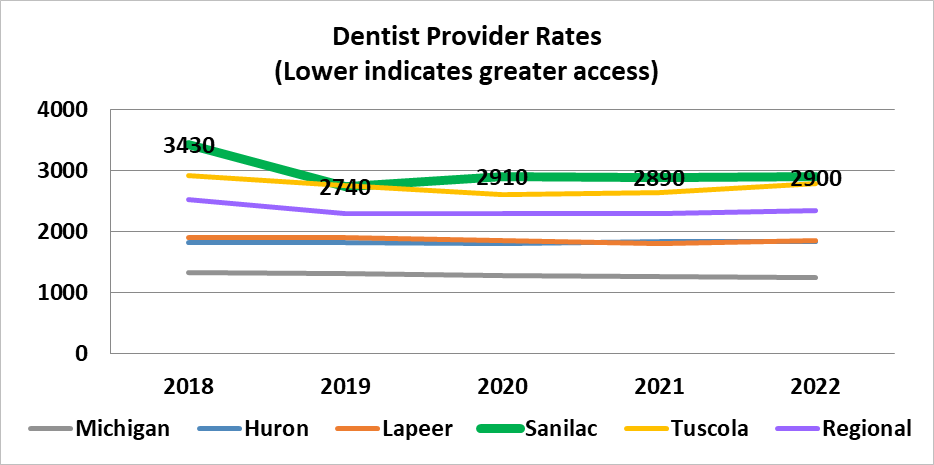 Dentist Provider Rates
(Lower indicates greater access)
4000
3000
2000
1000
0
3430
2740
2910
2890
2900
2018 2019 2020 2021 2022
Michigan Huron Lapeer Sanilac Tuscola Regional